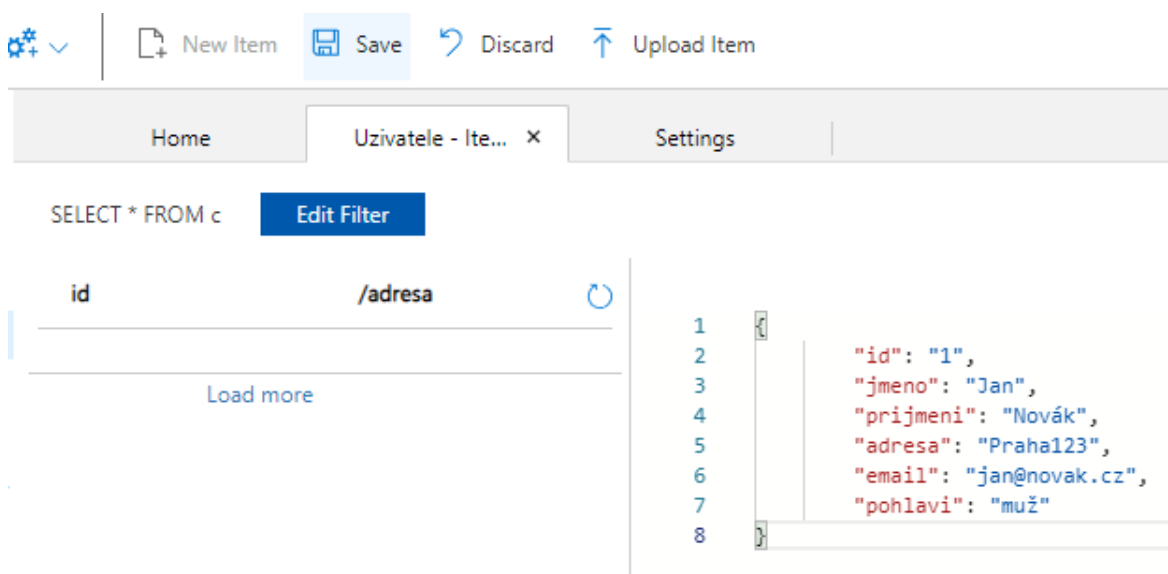 New Item Save Discard Upload Item
Home Uzivatele - Ite... × Settings
SELECT * FROM c Edit Filter
id /adresa
Load more
1 {
2 "id": "1",
3 "jmeno": "Jan",
4 "prijmeni": "Novák",
5 "adresa": "Praha123",
6 "email": "jan@novak.cz",
7 "pohlavi": "muž"
8 }